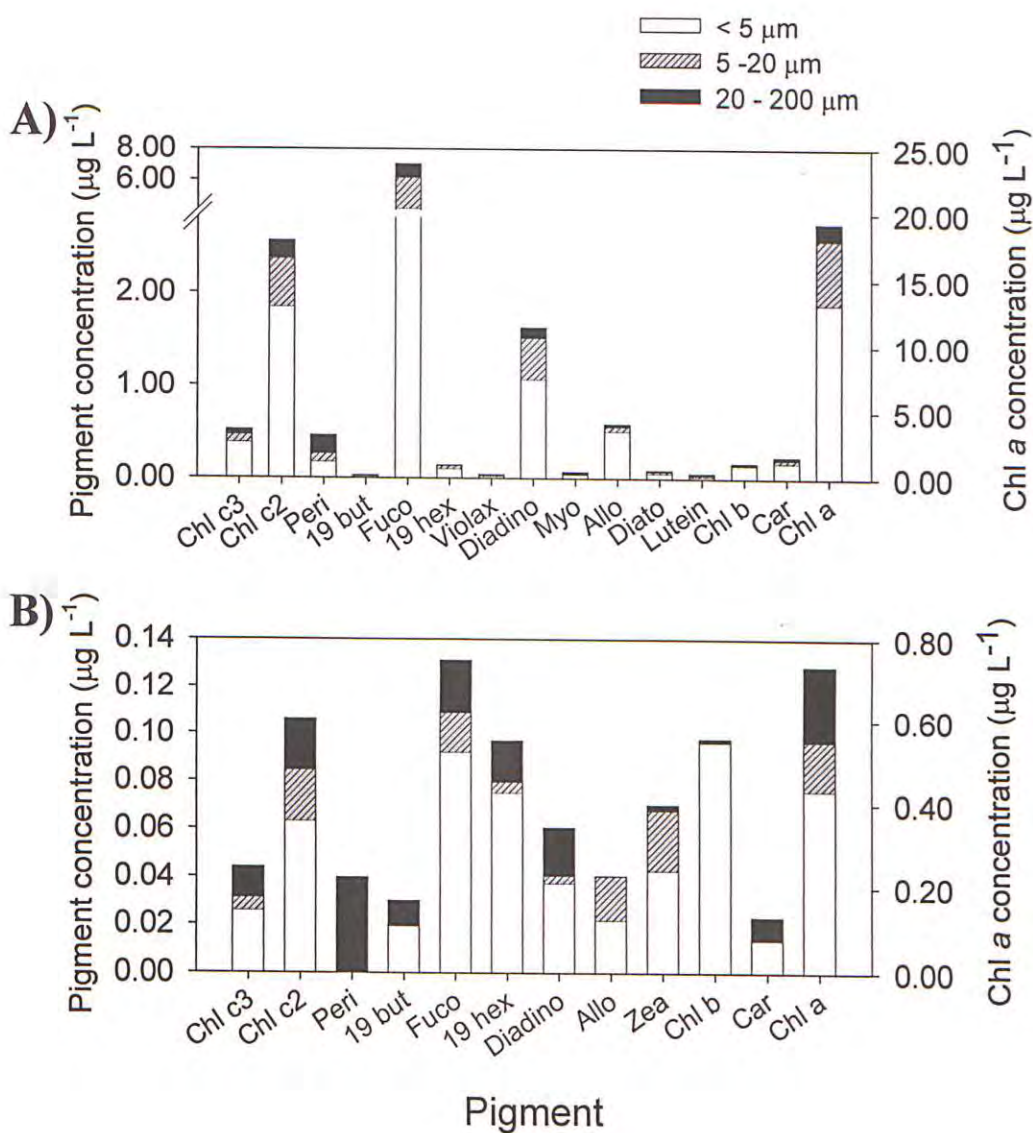 < 5 μm
5 -20 μm
20 - 200 μm
A)
Pigment concentration (μg L⁻¹)
8.00
6.00
2.00
1.00
0.00
25.00
20.00
15.00
10.00
5.00
0.00
Chl a concentration (μg L⁻¹)
Chl c3
Chl c2
Peri
19 but
Fuco
19 hex
Violax
Diadino
Myo
Allo
Diato
Lutein
Chl b
Car
Chl a
B)
Pigment concentration (μg L⁻¹)
0.14
0.12
0.10
0.08
0.06
0.04
0.02
0.00
0.80
0.60
0.40
0.20
0.00
Chl a concentration (μg L⁻¹)
Chl c3
Chl c2
Peri
19 but
Fuco
19 hex
Diadino
Allo
Zea
Chl b
Car
Chl a
Pigment